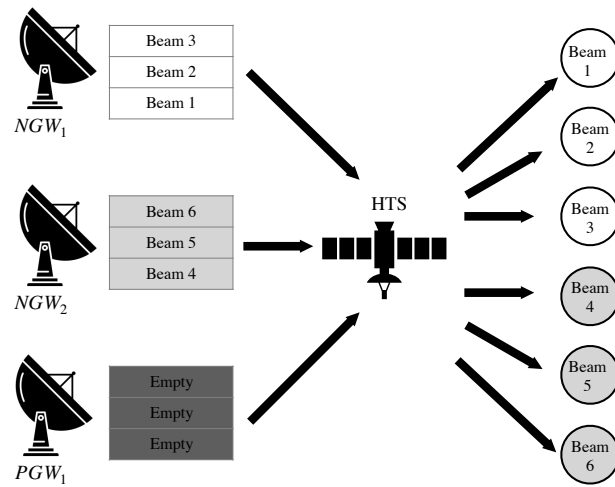 Beam 3
Beam 2
Beam 1
NGW₁
Beam 6
Beam 5
Beam 4
NGW₂
Empty
Empty
Empty
PGW₁
HTS
Beam
1
Beam
2
Beam
3
Beam
4
Beam
5
Beam
6